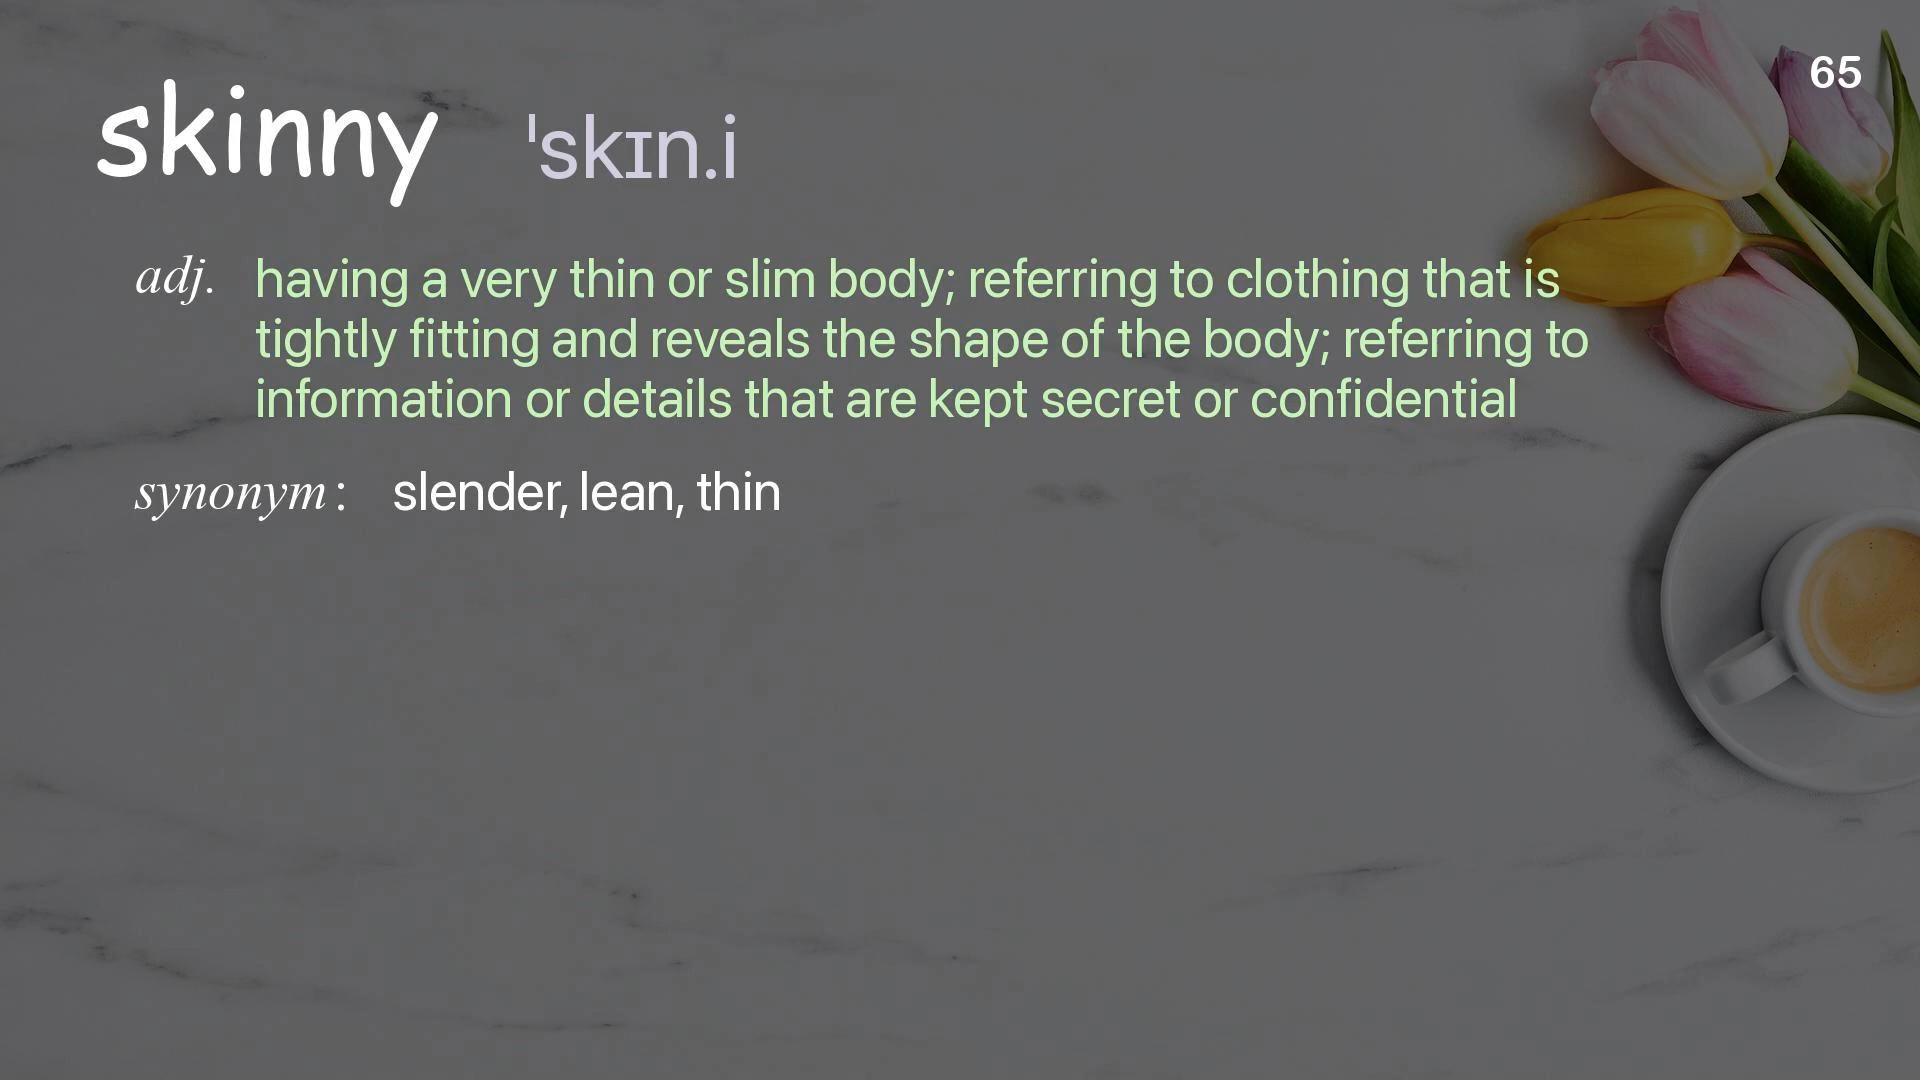 65
skinny ˈskɪn.i
adj. having a very thin or slim body; referring to clothing that is
tightly fitting and reveals the shape of the body; referring to
information or details that are kept secret or confidential
synonym: slender, lean, thin